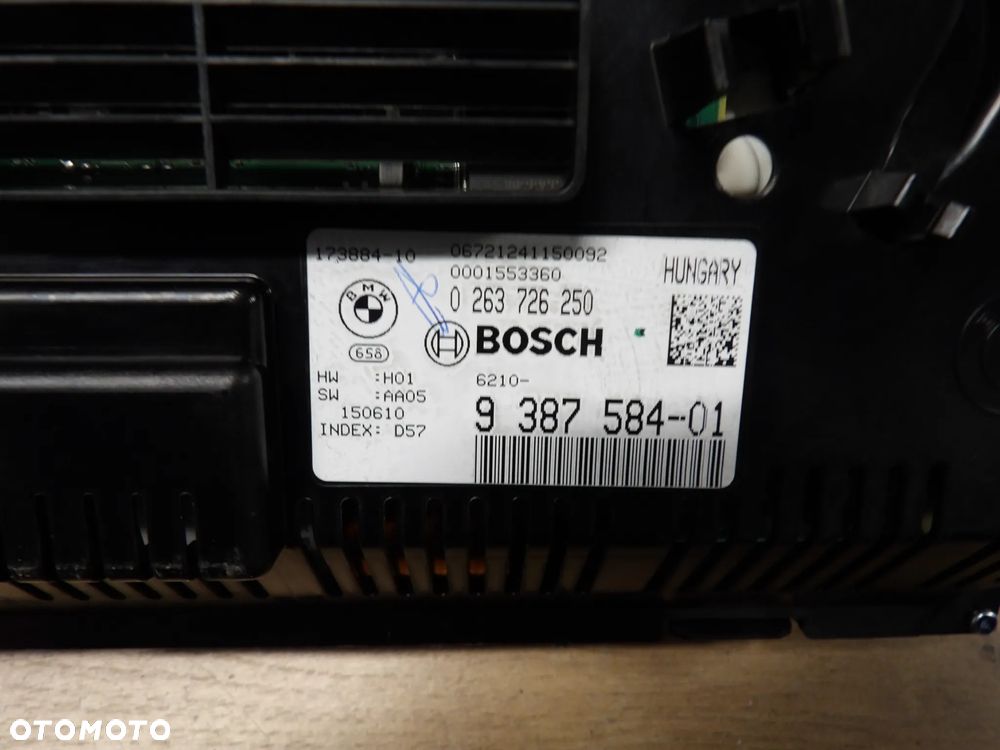 173884-10 06721241150092
0001553360
HUNGARY
0 263 726 250
BMW
658
BOSCH
HW :H01
SW :AA05
150610
INDEX: D57
6210-
9 387 584-01
OTOMOTO